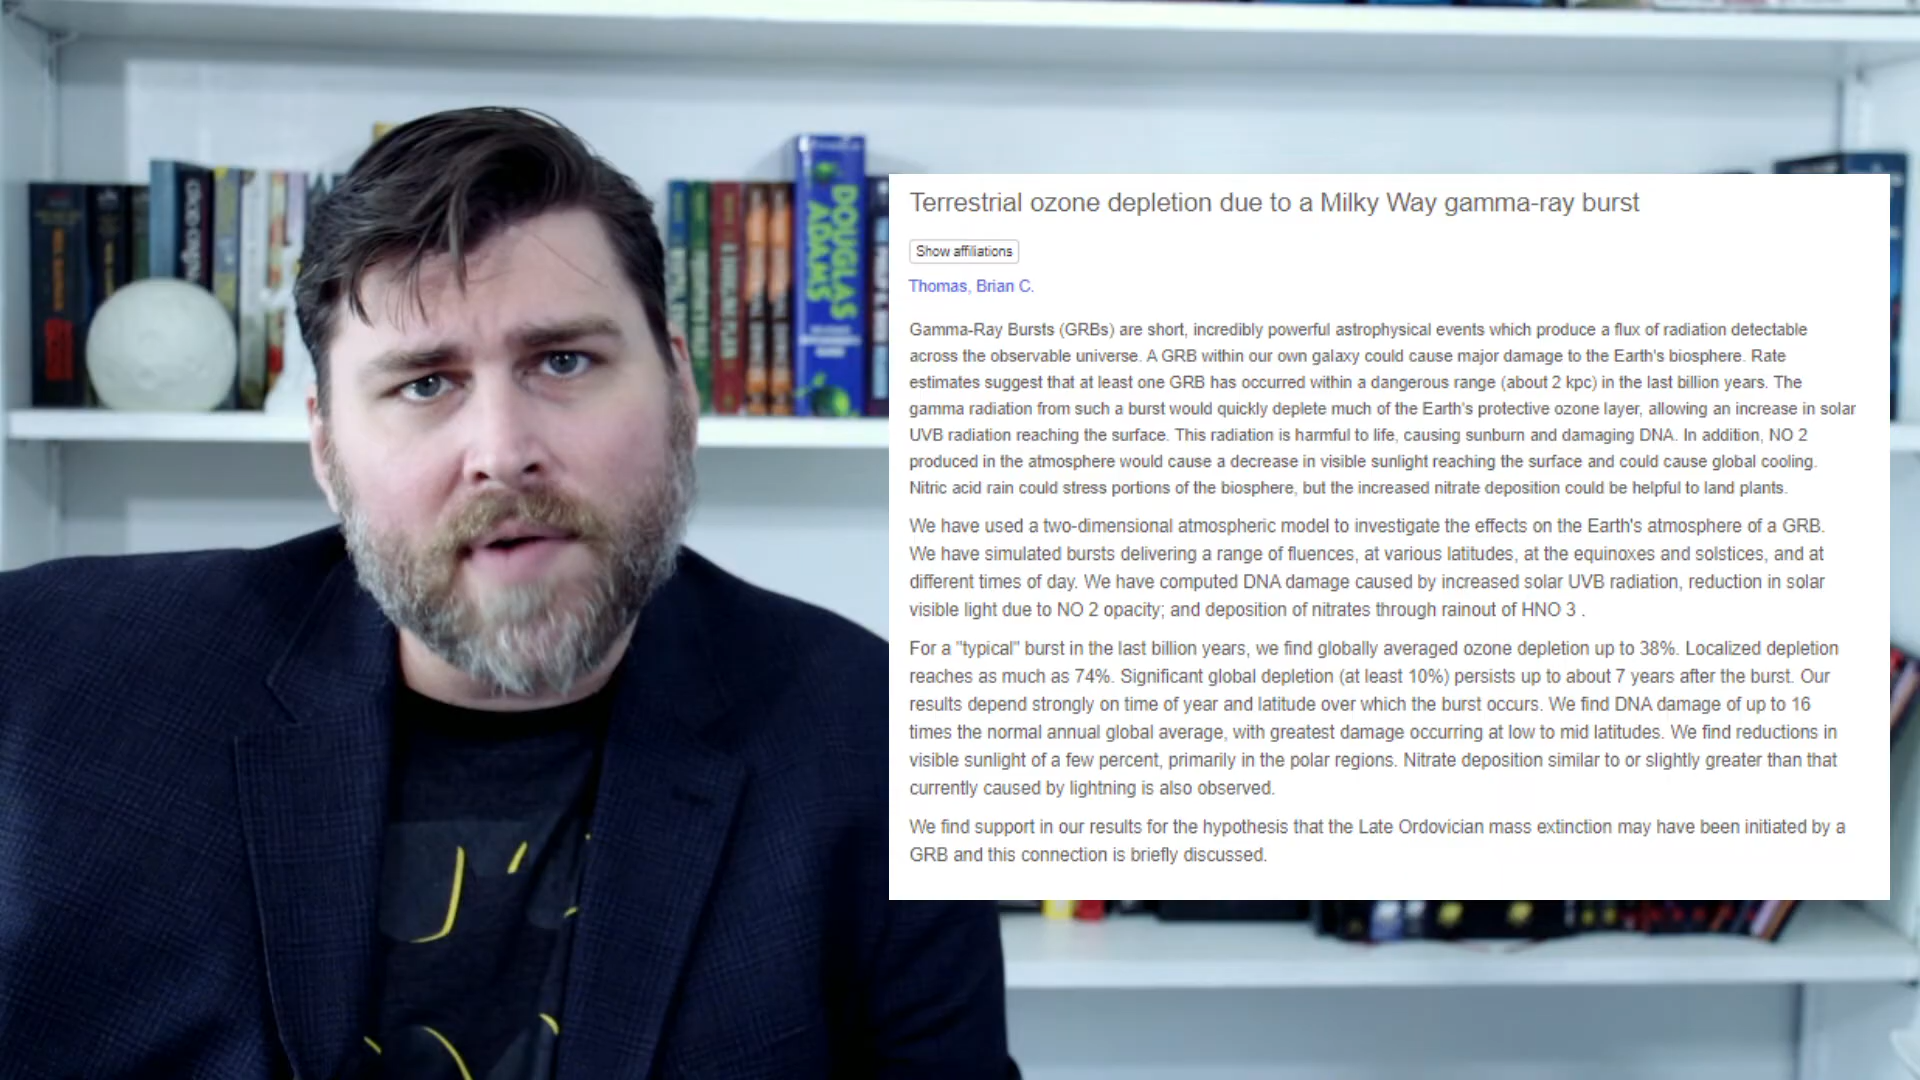 DOUGLAS
ADAMS
Terrestrial ozone depletion due to a Milky Way gamma-ray burst
Show affiliations
Thomas, Brian C.
Gamma-Ray Bursts (GRBs) are short, incredibly powerful astrophysical events which produce a flux of radiation detectable
across the observable universe. A GRB within our own galaxy could cause major damage to the Earth's biosphere. Rate
estimates suggest that at least one GRB has occurred within a dangerous range (about 2 kpc) in the last billion years. The
gamma radiation from such a burst would quickly deplete much of the Earth's protective ozone layer, allowing an increase in solar
UVB radiation reaching the surface. This radiation is harmful to life, causing sunburn and damaging DNA. In addition, NO 2
produced in the atmosphere would cause a decrease in visible sunlight reaching the surface and could cause global cooling.
Nitric acid rain could stress portions of the biosphere, but the increased nitrate deposition could be helpful to land plants.
We have used a two-dimensional atmospheric model to investigate the effects on the Earth's atmosphere of a GRB.
We have simulated bursts delivering a range of fluences, at various latitudes, at the equinoxes and solstices, and at
different times of day. We have computed DNA damage caused by increased solar UVB radiation, reduction in solar
visible light due to NO 2 opacity; and deposition of nitrates through rainout of HNO 3 .
For a "typical" burst in the last billion years, we find globally averaged ozone depletion up to 38%. Localized depletion
reaches as much as 74%. Significant global depletion (at least 10%) persists up to about 7 years after the burst. Our
results depend strongly on time of year and latitude over which the burst occurs. We find DNA damage of up to 16
times the normal annual global average, with greatest damage occurring at low to mid latitudes. We find reductions in
visible sunlight of a few percent, primarily in the polar regions. Nitrate deposition similar to or slightly greater than that
currently caused by lightning is also observed.
We find support in our results for the hypothesis that the Late Ordovician mass extinction may have been initiated by a
GRB and this connection is briefly discussed.